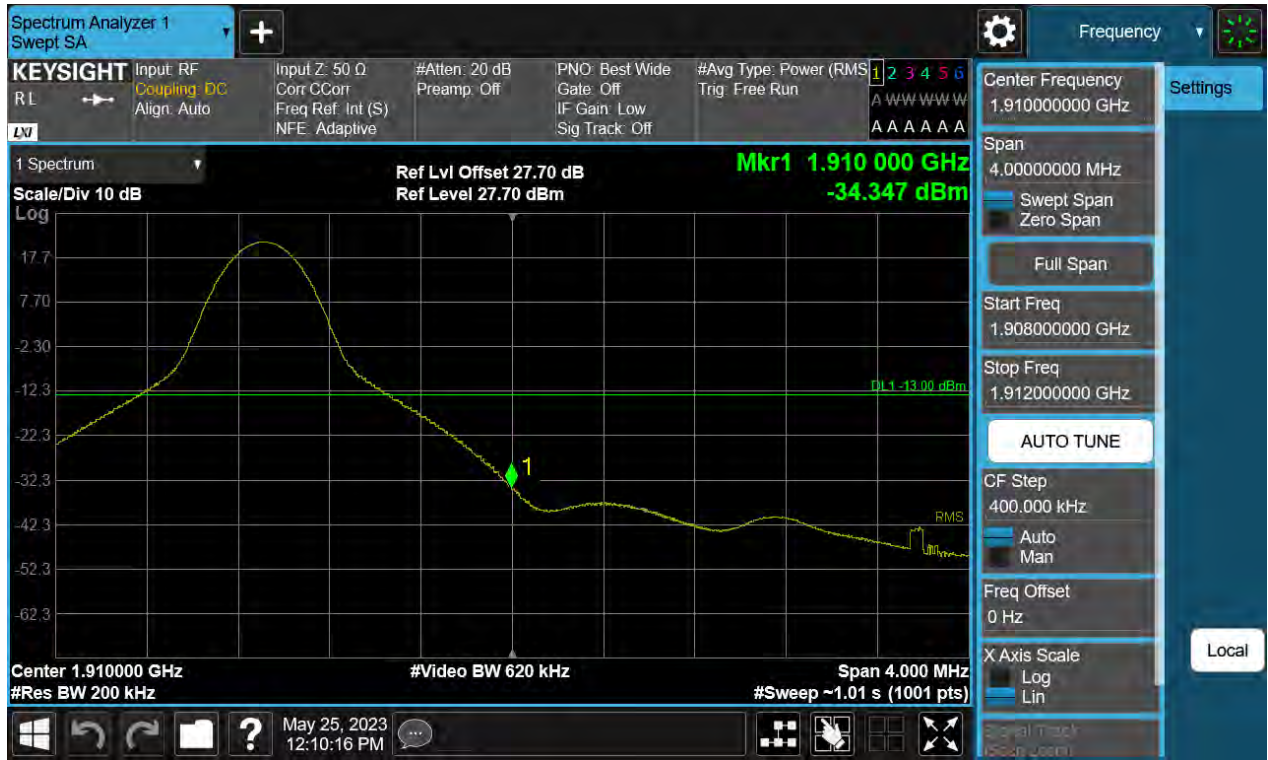 Spectrum Analyzer 1
Swept SA
Frequency
KEYSIGHT
RL
LXI
Input: RF
Coupling: DC
Align: Auto
Input Z: 50 Ω
Corr CCorr
Freq Ref: Int (S)
NFE: Adaptive
#Atten: 20 dB
Preamp: Off
PNO: Best Wide
Gate: Off
IF Gain: Low
Sig Track: Off
#Avg Type: Power (RMS
Trig: Free Run
1 2 3 4 5 6
A W W W W W
A A A A A A
1 Spectrum
Scale/Div 10 dB
Ref Lvl Offset 27.70 dB
Ref Level 27.70 dBm
Mkr1 1.910 000 GHz
-34.347 dBm
Log
17.7
7.70
-2.30
-12.3
-22.3
-32.3
-42.3
-52.3
-62.3
DL1 -13.00 dBm
1
RMS
Center 1.910000 GHz
#Video BW 620 kHz
Span 4.000 MHz
#Res BW 200 kHz
#Sweep ~1.01 s (1001 pts)
Center Frequency
1.910000000 GHz
Settings
Span
4.00000000 MHz
Swept Span
Zero Span
Full Span
Start Freq
1.908000000 GHz
Stop Freq
1.912000000 GHz
AUTO TUNE
CF Step
400.000 kHz
Auto
Man
Freq Offset
0 Hz
X Axis Scale
Log
Lin
Local
Signal Track
(Span Zoom)
?
May 25, 2023
12:10:16 PM